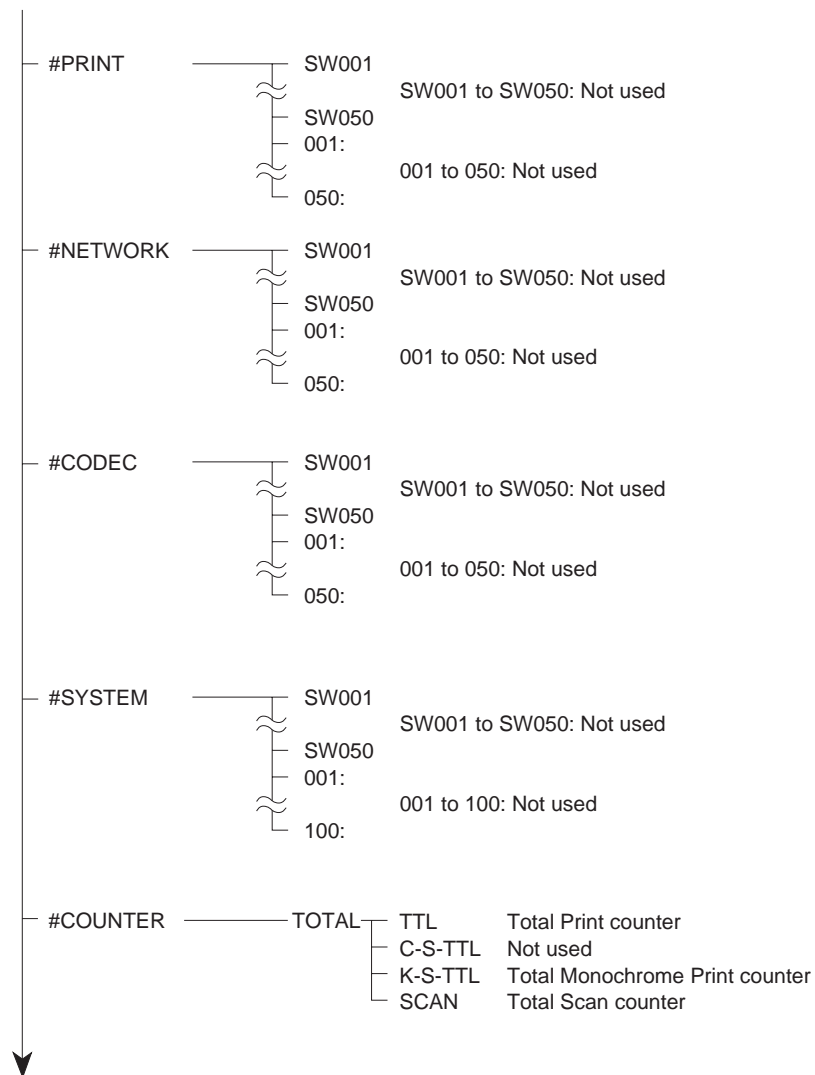 #PRINT SW001
SW001 to SW050: Not used
SW050
001:
001 to 050: Not used
050:
#NETWORK SW001
SW001 to SW050: Not used
SW050
001:
001 to 050: Not used
050:
#CODEC SW001
SW001 to SW050: Not used
SW050
001:
001 to 050: Not used
050:
#SYSTEM SW001
SW001 to SW050: Not used
SW050
001:
001 to 100: Not used
100:
#COUNTER TOTAL TTL Total Print counter
C-S-TTL Not used
K-S-TTL Total Monochrome Print counter
SCAN Total Scan counter